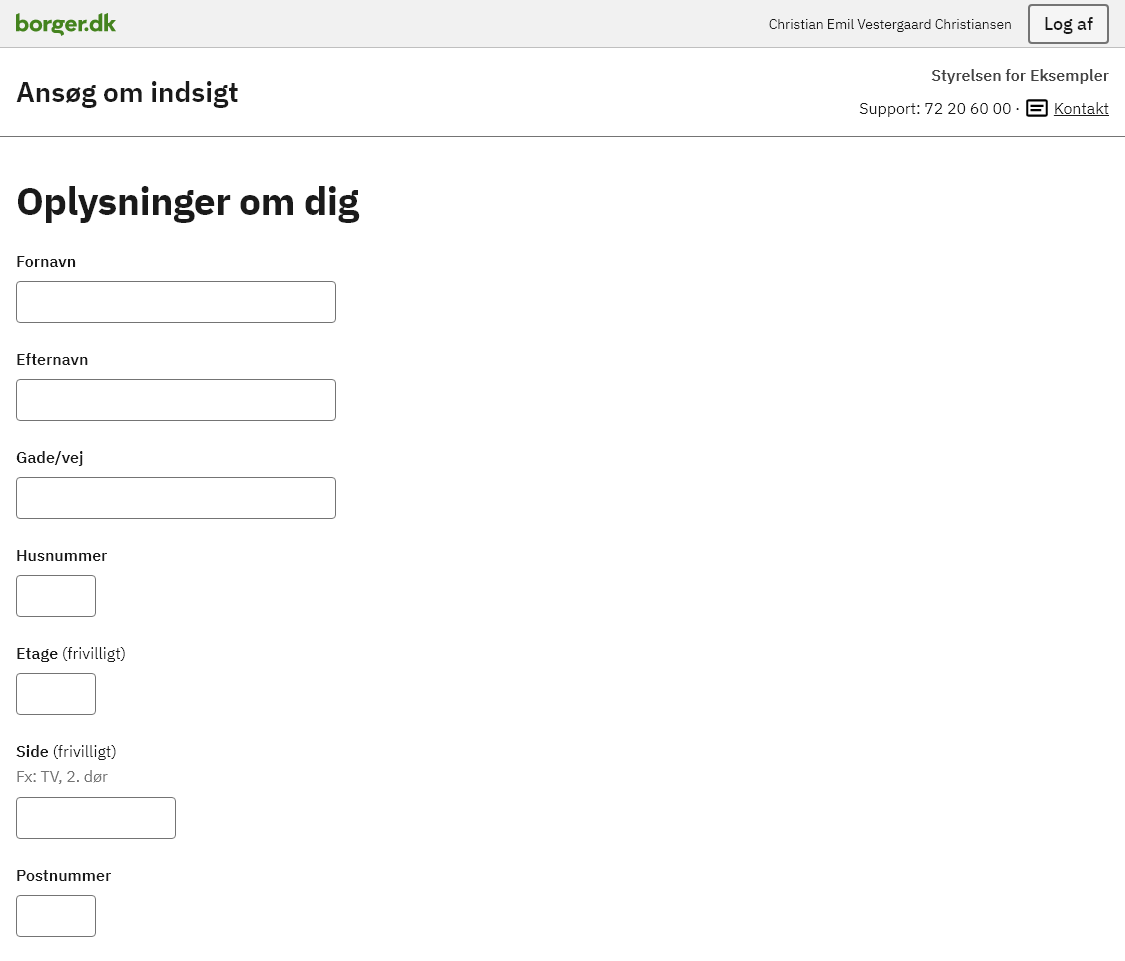 borger.dk
Christian Emil Vestergaard Christiansen
Log af
Ansøg om indsigt
Styrelsen for Eksempler
Support: 72 20 60 00 · Kontakt
Oplysninger om dig
Fornavn
Efternavn
Gade/vej
Husnummer
Etage (frivilligt)
Side (frivilligt)
Fx: TV, 2. dør
Postnummer